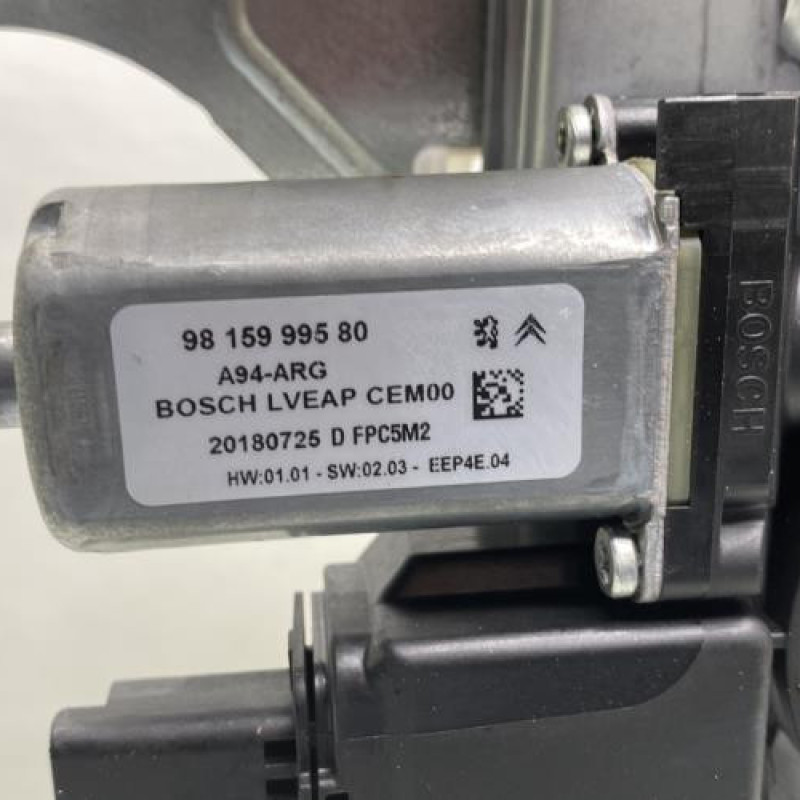 98 159 995 80
A94-ARG
BOSCH LVEAP CEM00
20180725 D FPC5M2
HW:01.01 - SW:02.03 - EEP4E.04
BOSCH